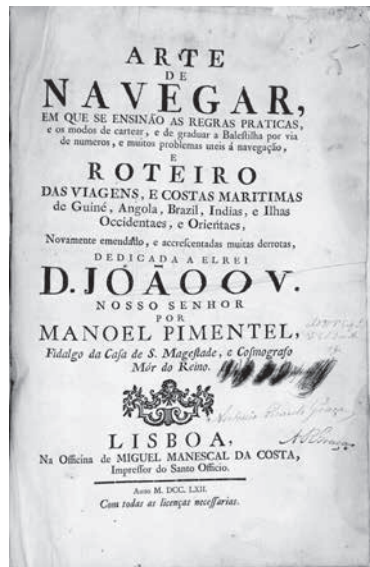 ARTE
DE
NAVEGAR,
EM QUE SE ENSINÃO AS REGRAS PRATICAS,
e os modos de cartear, e de graduar a Balestilha por via
de numeros, e muitos problemas uteis á navegação,
E
ROTEIRO
DAS VIAGENS, E COSTAS MARITIMAS
de Guiné, Angola, Brazil, Indias, e Ilhas
Occidentaes, e Orientaes,
Novamente emendado, e accrescentadas muitas derrotas,
DEDICADA A ELREI
D. JOÃO O V.
NOSSO SENHOR
POR
MANOEL PIMENTEL,
Fidalgo da Casa de S. Magestade, e Cosmografo
Mór do Reino.
LISBOA,
Na Officina de MIGUEL MANESCAL DA COSTA,
Impressor do Santo Officio.
Anno M. DCC. LXII.
Com todas as licenças necessarias.